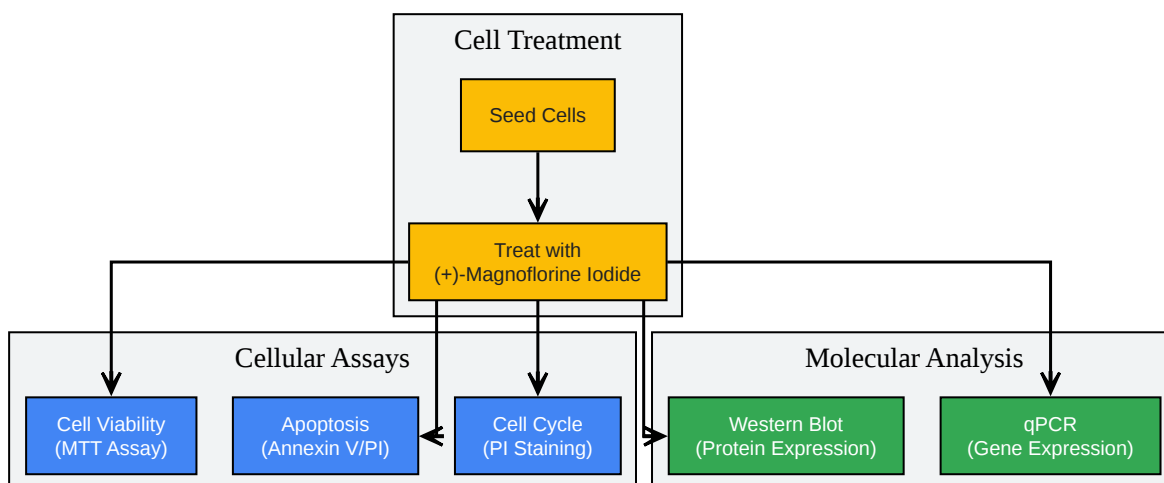 Cell Treatment
Seed Cells
Treat with
(+)-Magnoflorine Iodide
Cellular Assays
Molecular Analysis
Cell Viability
(MTT Assay)
Apoptosis
(Annexin V/PI)
Cell Cycle
(PI Staining)
Western Blot
(Protein Expression)
qPCR
(Gene Expression)